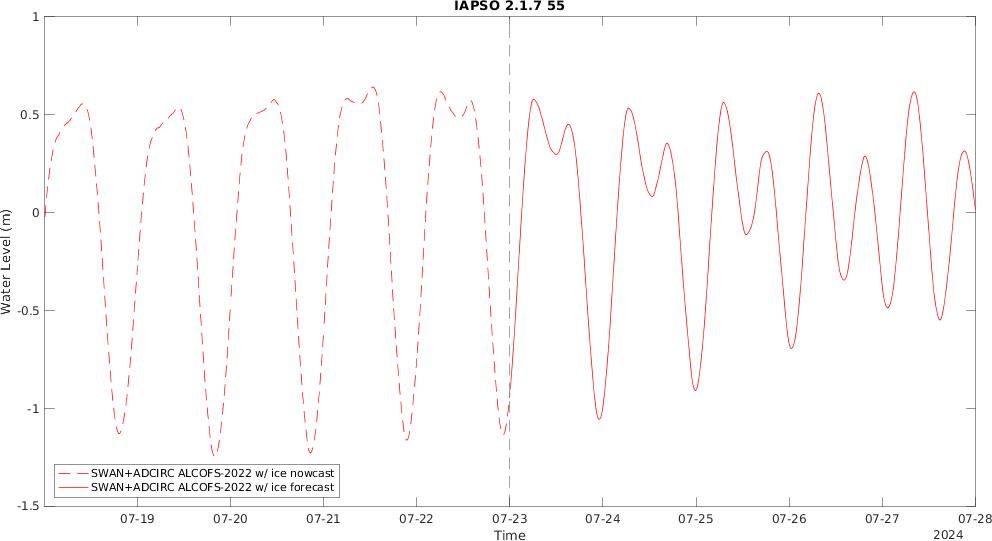 IAPSO 2.1.7 55
Water Level (m)
1
0.5
0
-0.5
-1
-1.5
SWAN+ADCIRC ALCOFS-2022 w/ ice nowcast
SWAN+ADCIRC ALCOFS-2022 w/ ice forecast
07-19 07-20 07-21 07-22 07-23 07-24 07-25 07-26 07-27 07-28
Time
2024